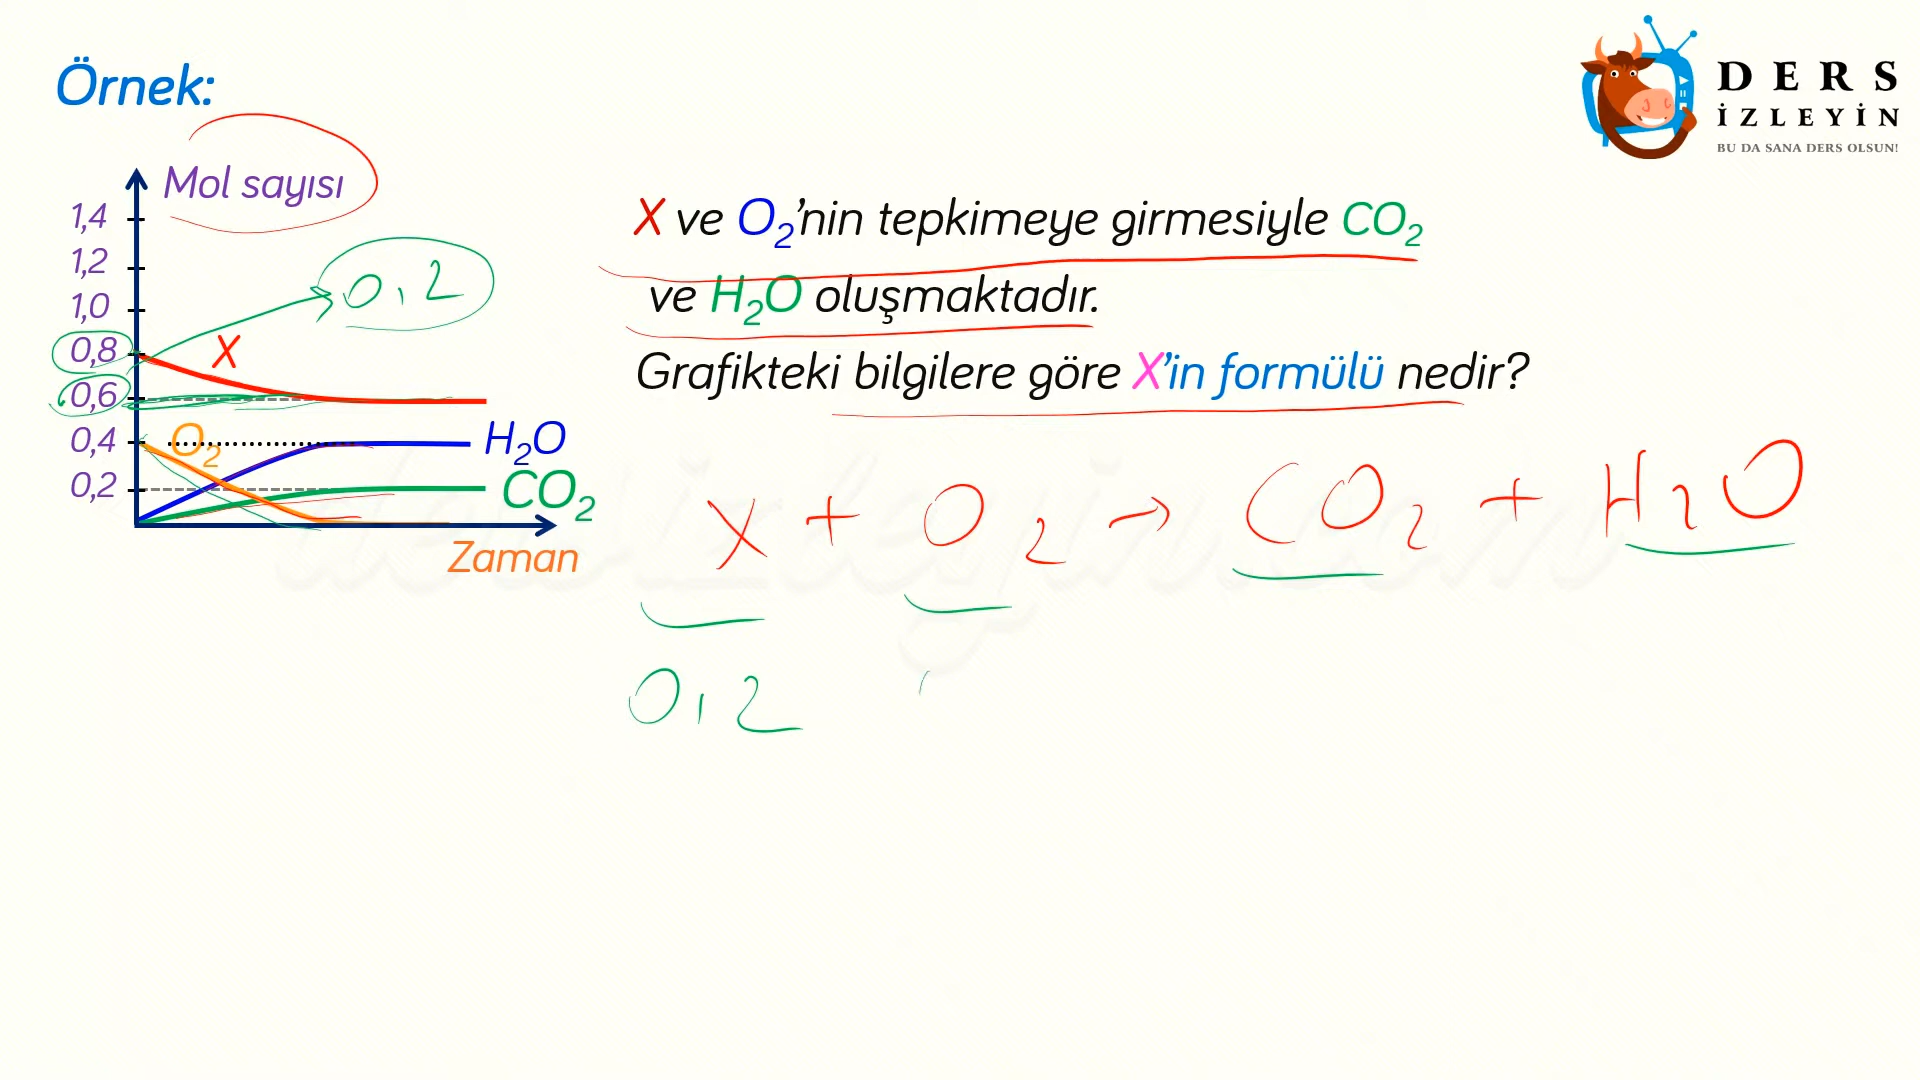 Örnek:
DERS
İZLEYİN
BU DA SANA DERS OLSUN!
Mol sayısı
1,4
1,2
1,0
0,8
0,6
0,4
0,2
0,2
X
O2
H2O
CO2
Zaman
X ve O2'nin tepkimeye girmesiyle CO2
ve H2O oluşmaktadır.
Grafikteki bilgilere göre X'in formülü nedir?
X + O2 → CO2 + H2O
0,2